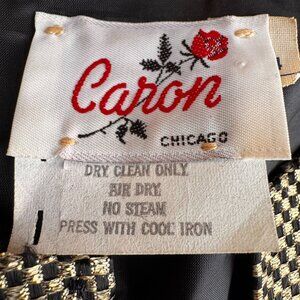 Caron
CHICAGO
DRY CLEAN ONLY
AIR DRY
NO STEAM
PRESS WITH COOL IRON